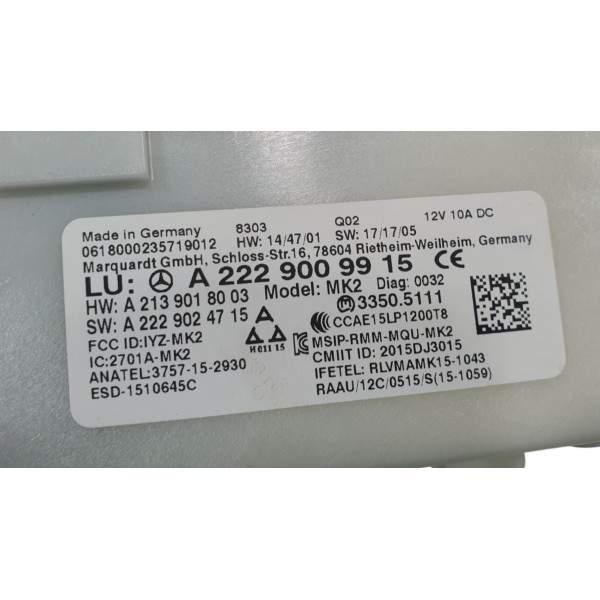 Made in Germany 8303 Q02 12V 10A DC
0618000235719012 HW: 14/47/01 SW: 17/17/05
Marquardt GmbH, Schloss-Str.16, 78604 Rietheim-Weilheim, Germany
LU: A 222 900 99 15 CE
HW: A 213 901 80 03 Model: MK2 Diag: 0032
SW: A 222 902 47 15 3350.5111
FCC ID:IYZ-MK2 CCAE15LP1200T8
IC:2701A-MK2 И011 15 MSIP-RMM-MQU-MK2
ANATEL:3757-15-2930 CMIIT ID: 2015DJ3015
ESD-1510645C IFETEL: RLVMAMK15-1043
RAAU/12C/0515/S(15-1059)